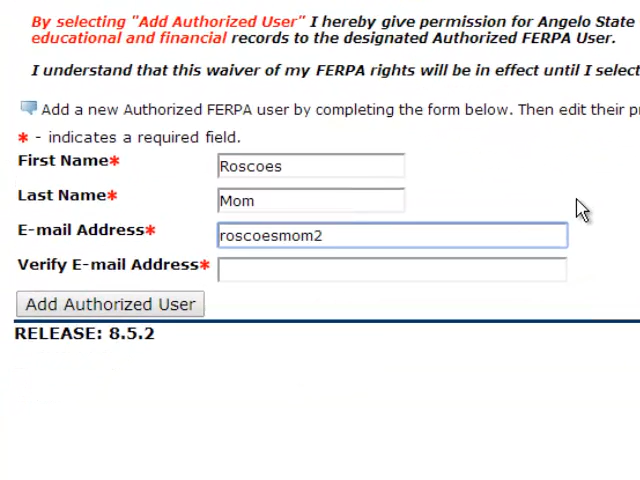 By selecting "Add Authorized User" I hereby give permission for Angelo State
educational and financial records to the designated Authorized FERPA User.
I understand that this waiver of my FERPA rights will be in effect until I select
Add a new Authorized FERPA user by completing the form below. Then edit their
* - indicates a required field.
First Name* Roscoes
Last Name* Mom
E-mail Address* roscoesmom2
Verify E-mail Address*
Add Authorized User
RELEASE: 8.5.2